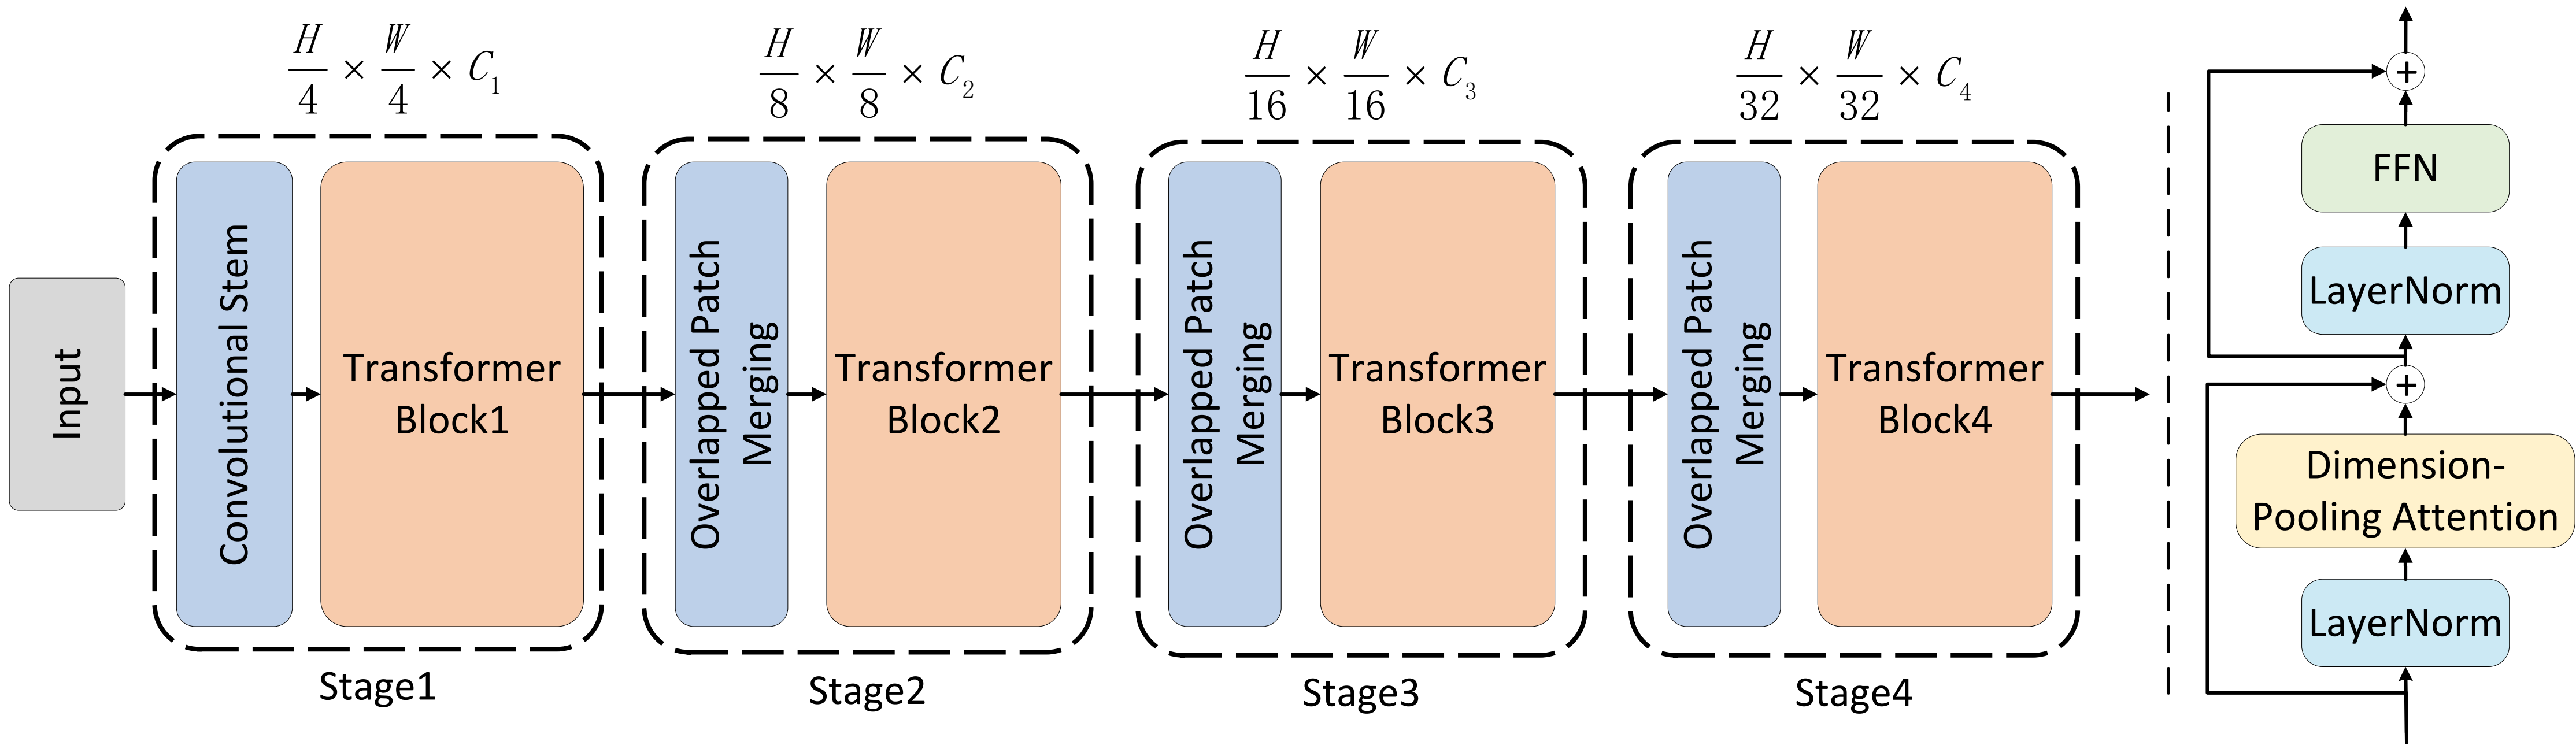 H/4 × W/4 × C₁
H/8 × W/8 × C₂
H/16 × W/16 × C₃
H/32 × W/32 × C₄
Input
Convolutional Stem
Transformer
Block1
Stage1
Overlapped Patch
Merging
Transformer
Block2
Stage2
Overlapped Patch
Merging
Transformer
Block3
Stage3
Overlapped Patch
Merging
Transformer
Block4
Stage4
+
FFN
LayerNorm
+
Dimension-
Pooling Attention
LayerNorm